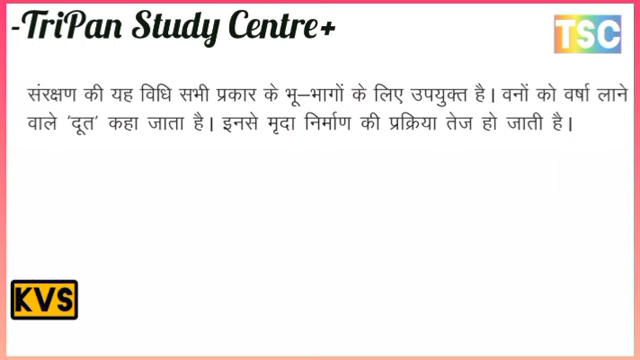 -TriPan Study Centre+
TSC
संरक्षण की यह विधि सभी प्रकार के भू–भागों के लिए उपयुक्त है। वनों को वर्षा लाने
वाले ‘दूत’ कहा जाता है। इनसे मृदा निर्माण की प्रक्रिया तेज हो जाती है।
KVS